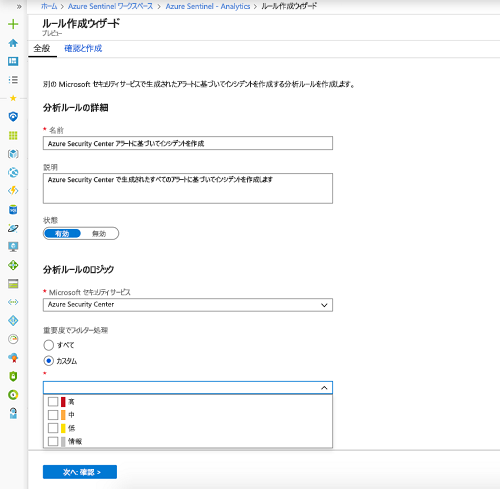 » ホーム > Azure Sentinel ワークスペース > Azure Sentinel - Analytics > ルール作成ウィザード
ルール作成ウィザード
プレビュー
全般 確認と作成
別の Microsoft セキュリティサービスで生成されたアラートに基づいてインシデントを作成する分析ルールを作成します。
分析ルールの詳細
* 名前
Azure Security Center アラートに基づいてインシデントを作成
説明
Azure Security Center で生成されたすべてのアラートに基づいてインシデントを作成します
状態
有効 無効
分析ルールのロジック
* Microsoft セキュリティサービス
Azure Security Center
重要度でフィルター処理
すべて
カスタム
*
高
中
低
情報
次へ: 確認 >